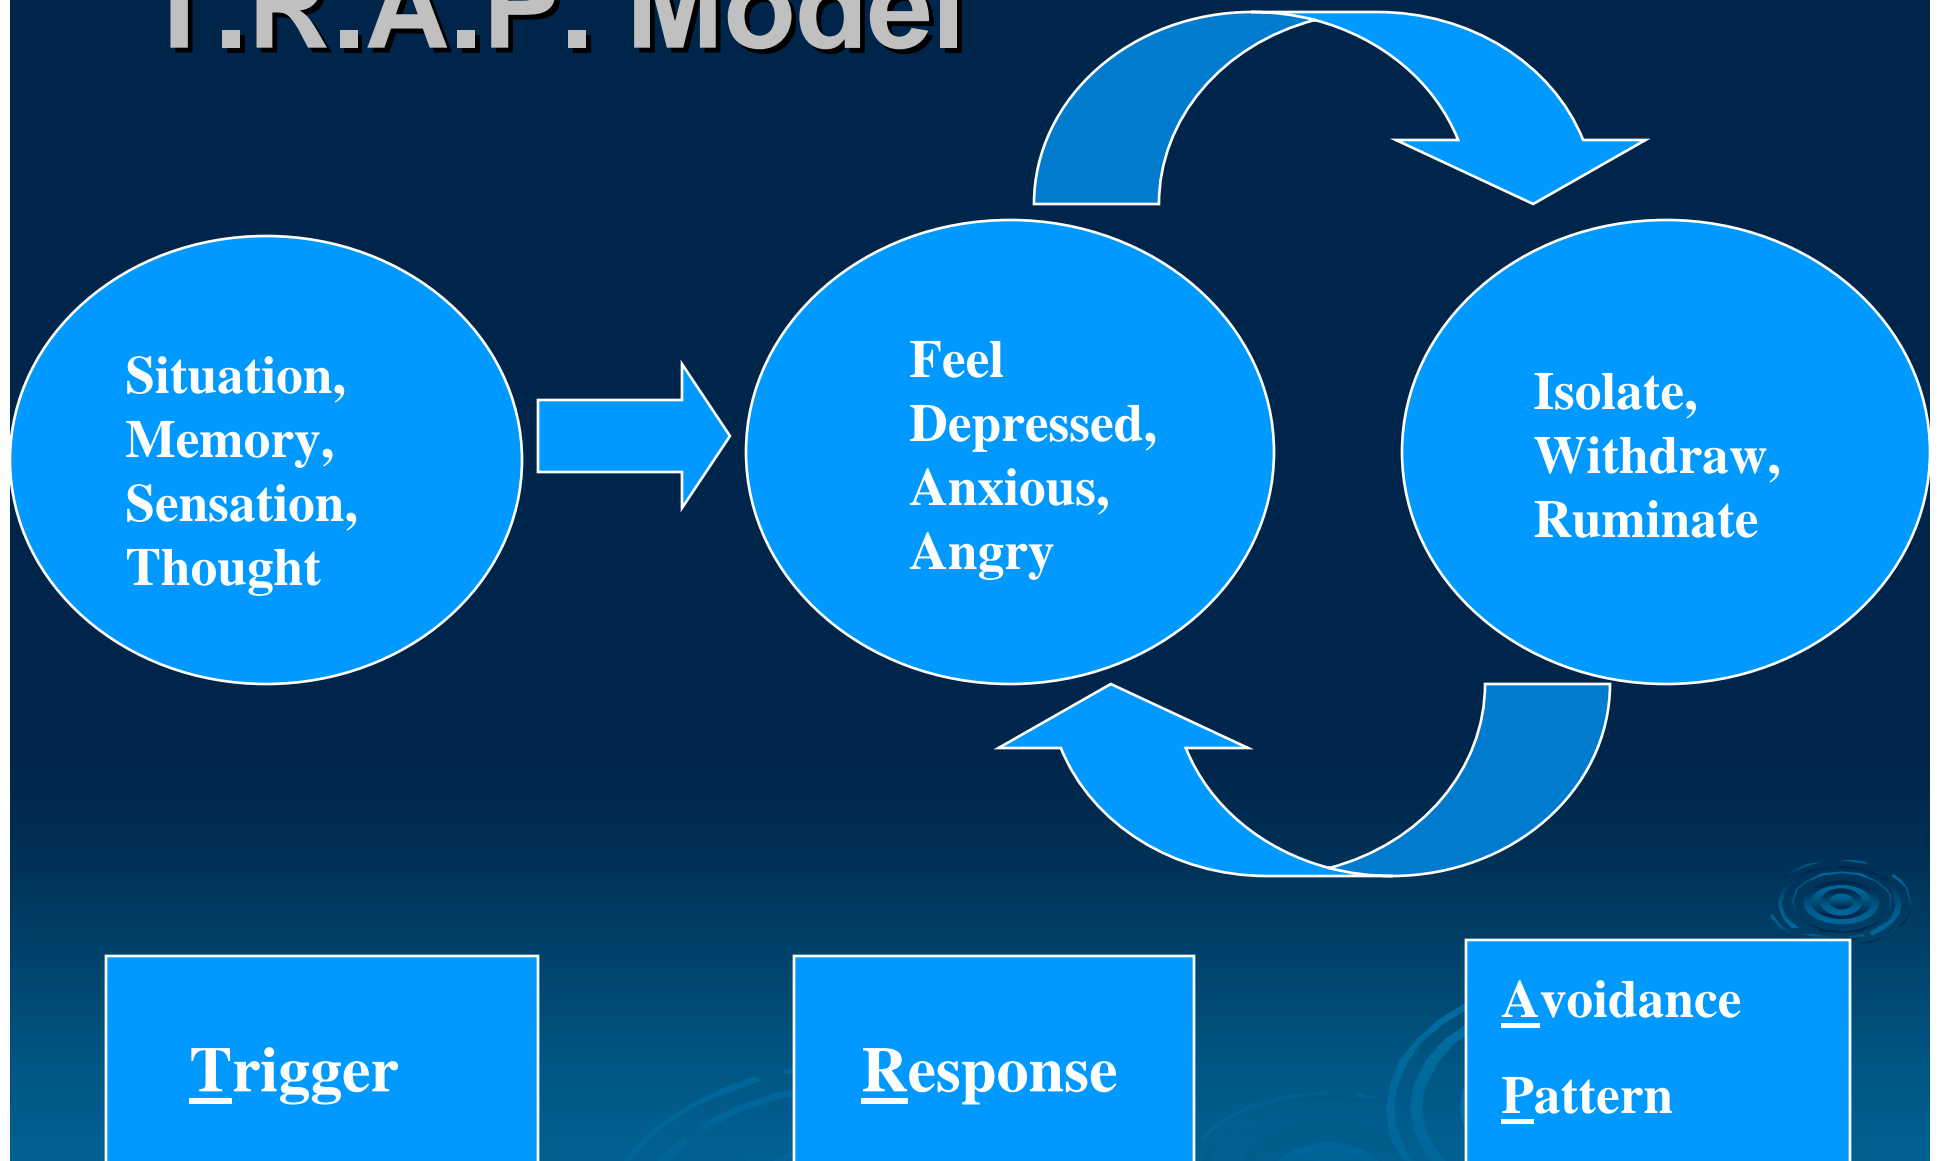 T.R.A.P. Model
Situation,
Memory,
Sensation,
Thought
Feel
Depressed,
Anxious,
Angry
Isolate,
Withdraw,
Ruminate
Trigger
Response
Avoidance
Pattern